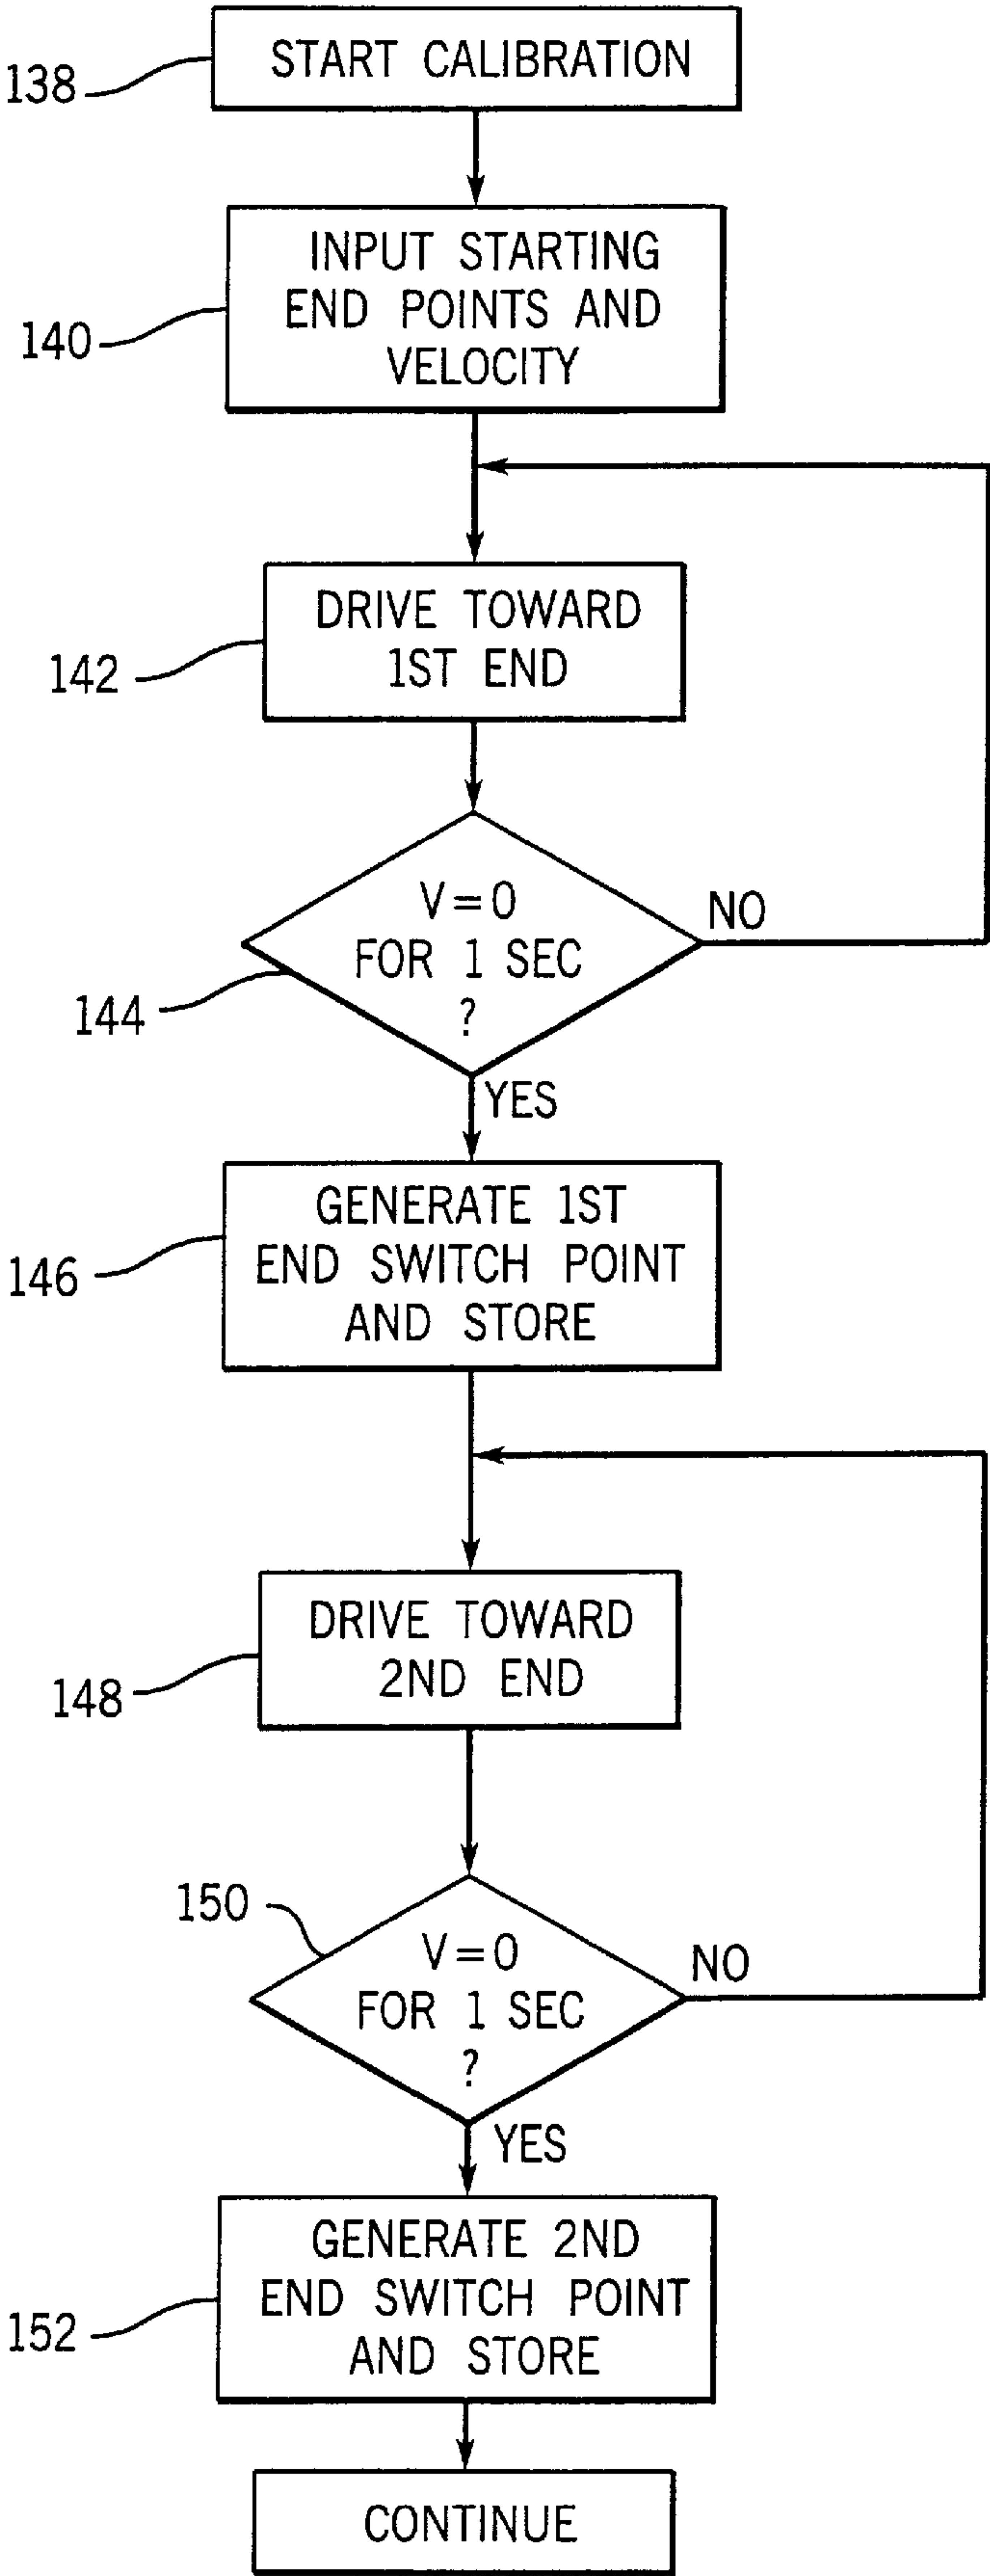 138
START CALIBRATION
140
INPUT STARTING
END POINTS AND
VELOCITY
142
DRIVE TOWARD
1ST END
144
V=0
FOR 1 SEC
?
NO
YES
146
GENERATE 1ST
END SWITCH POINT
AND STORE
148
DRIVE TOWARD
2ND END
150
V=0
FOR 1 SEC
?
NO
YES
152
GENERATE 2ND
END SWITCH POINT
AND STORE
CONTINUE